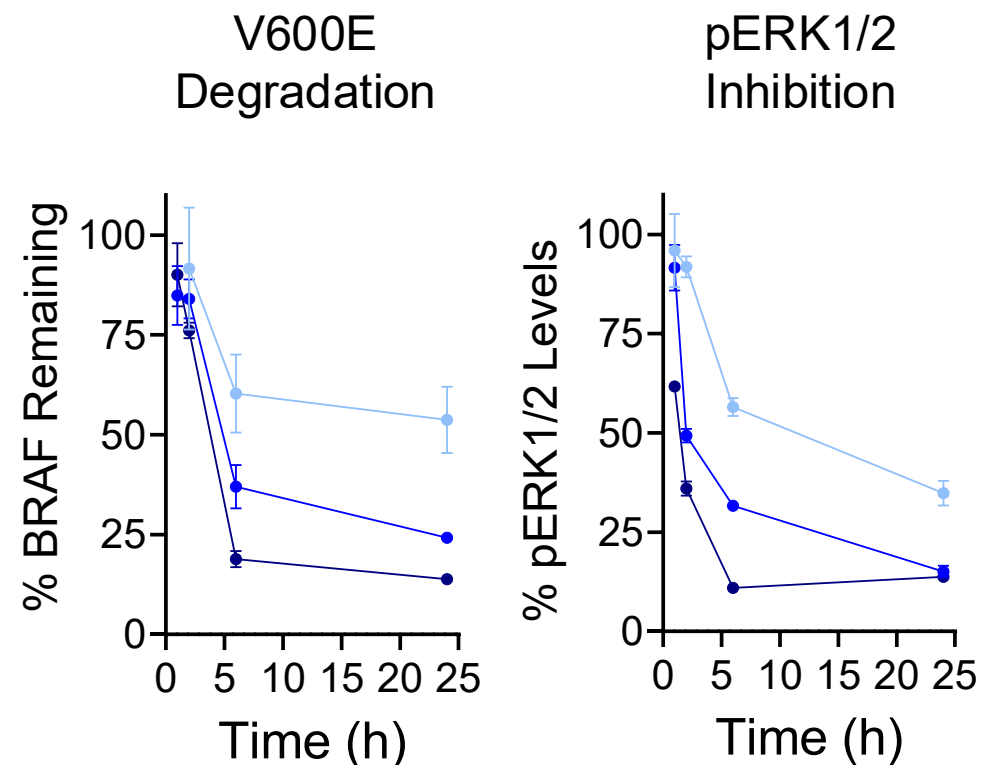 V600E
Degradation
% BRAF Remaining
100
75
50
25
0
0 5 10 15 20 25
Time (h)
pERK1/2
Inhibition
% pERK1/2 Levels
100
75
50
25
0
0 5 10 15 20 25
Time (h)